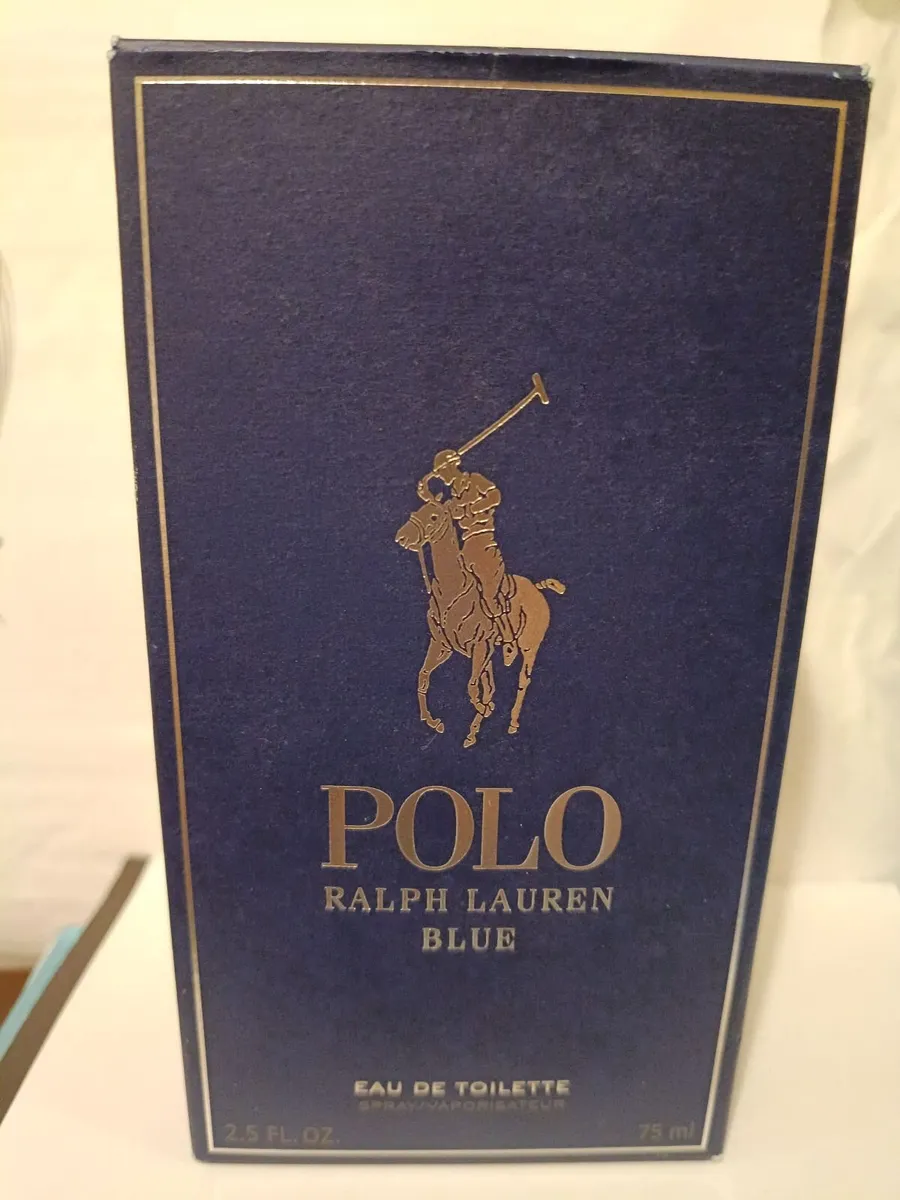 POLO
RALPH LAUREN
BLUE
EAU DE TOILETTE
SPRAY/VAPORISATEUR
2.5 FL. OZ. 75 ml